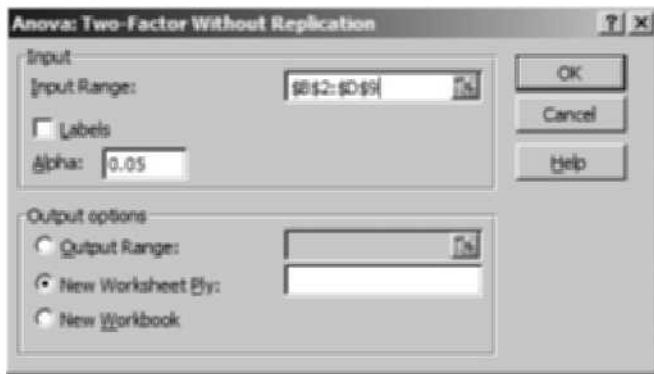 Anova: Two-Factor Without Replication
Input
Input Range:
$B$2:$D$9
Labels
Alpha:
0.05
OK
Cancel
Help
Output options
Output Range:
New Worksheet Ply:
New Workbook